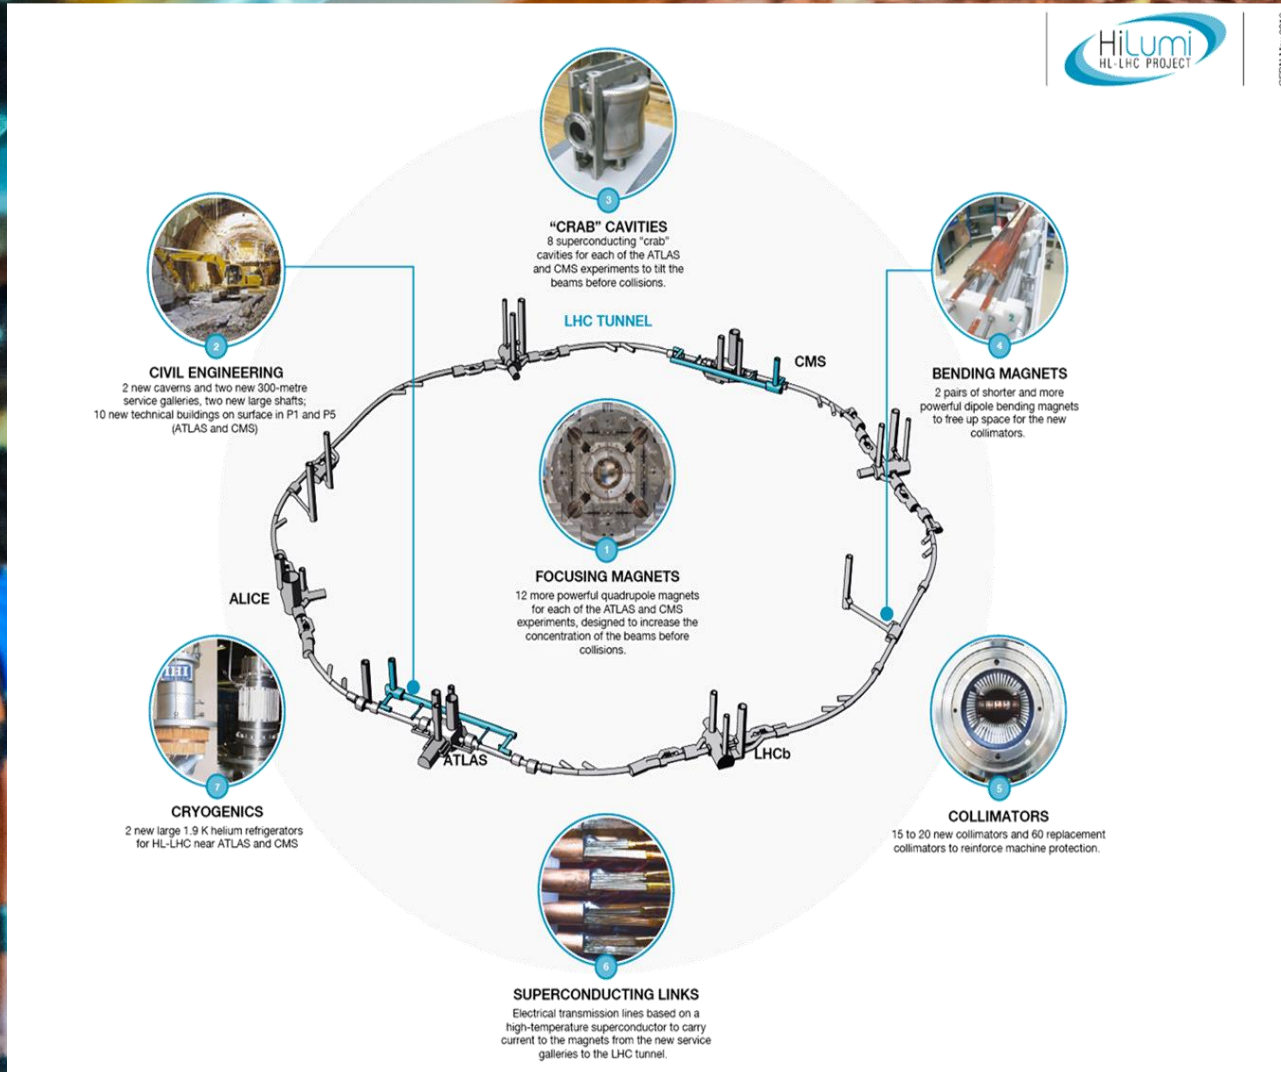 HiLumi
HL-LHC PROJECT
3
"CRAB" CAVITIES
8 superconducting "crab"
cavities for each of the ATLAS
and CMS experiments to tilt the
beams before collisions.
2
CIVIL ENGINEERING
2 new caverns and two new 300-metre
service galleries, two new large shafts;
10 new technical buildings on surface in P1 and P5
(ATLAS and CMS)
LHC TUNNEL
CMS
4
BENDING MAGNETS
2 pairs of shorter and more
powerful dipole bending magnets
to free up space for the new
collimators.
1
FOCUSING MAGNETS
12 more powerful quadrupole magnets
for each of the ATLAS and CMS
experiments, designed to increase the
concentration of the beams before
collisions.
ALICE
ATLAS
LHCb
7
CRYOGENICS
2 new large 1.9 K helium refrigerators
for HL-LHC near ATLAS and CMS
5
COLLIMATORS
15 to 20 new collimators and 60 replacement
collimators to reinforce machine protection.
6
SUPERCONDUCTING LINKS
Electrical transmission lines based on a
high-temperature superconductor to carry
current to the magnets from the new service
galleries to the LHC tunnel.